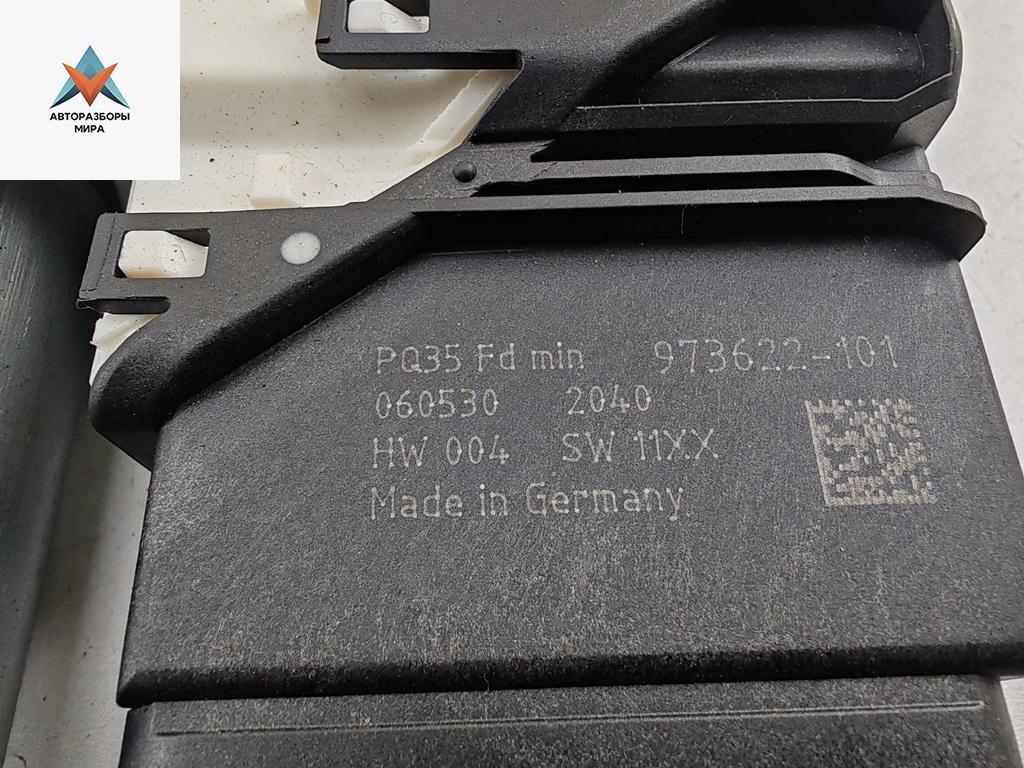 АВТОРАЗБОРЫ
МИРА
PQ35 Fd min 973622-101
060530 2040
HW 004 SW 11XX
Made in Germany